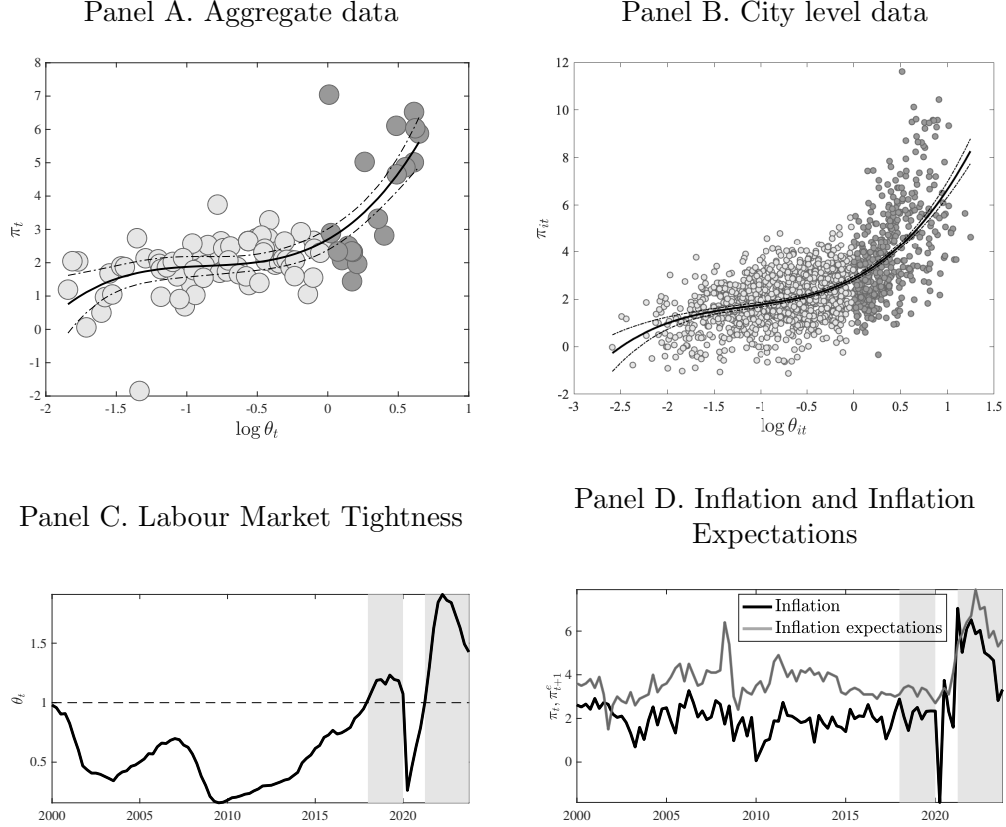 Panel A. Aggregate data
8
7
6
5
4
3
2
1
0
-1
-2
π_t
-2 -1.5 -1 -0.5 0 0.5 1
log θ_t
Panel B. City level data
12
10
8
6
4
2
0
-2
π_it
-3 -2.5 -2 -1.5 -1 -0.5 0 0.5 1 1.5
log θ_it
Panel C. Labour Market Tightness
1.5
1
0.5
θ_t
2000 2005 2010 2015 2020
Panel D. Inflation and Inflation
Expectations
Inflation
Inflation expectations
6
4
2
0
π_t, π^e_{t+1}
2000 2005 2010 2015 2020